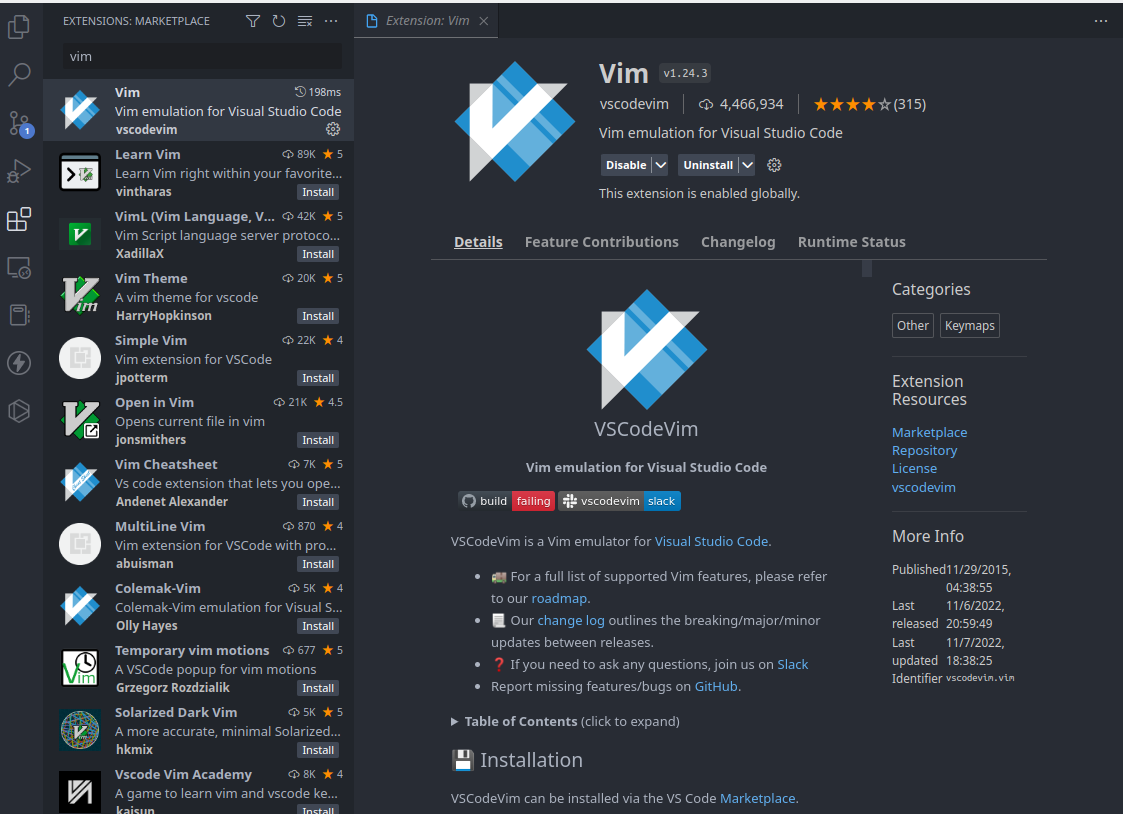 EXTENSIONS: MARKETPLACE
vim
Vim 198ms
Vim emulation for Visual Studio Code
vscodevim
Learn Vim 89K ★ 5
Learn Vim right within your favorite...
vintharas Install
VimL (Vim Language, V... 42K ★ 5
Vim Script language server protoco...
XadillaX Install
Vim Theme 20K ★ 5
A vim theme for vscode
HarryHopkinson Install
Simple Vim 22K ★ 4
Vim extension for VSCode
jpotterm Install
Open in Vim 21K ★ 4.5
Opens current file in vim
jonsmithers Install
Vim Cheatsheet 7K ★ 5
Vs code extension that lets you ope...
Andenet Alexander Install
MultiLine Vim 870 ★ 4
Vim extension for VSCode with pro...
abuisman Install
Colemak-Vim 5K ★ 4
Colemak-Vim emulation for Visual S...
Olly Hayes Install
Temporary vim motions 677 ★ 5
A VSCode popup for vim motions
Grzegorz Rozdzialik Install
Solarized Dark Vim 5K ★ 5
A more accurate, minimal Solarized...
hkmix Install
Vscode Vim Academy 8K ★ 4
A game to learn vim and vscode ke...
kaisun Install
1
Extension: Vim
Vim v1.24.3
vscodevim 4,466,934 ★★★★☆(315)
Vim emulation for Visual Studio Code
Disable Uninstall
This extension is enabled globally.
Details Feature Contributions Changelog Runtime Status
VSCodeVim
Vim emulation for Visual Studio Code
build failing vscodevim slack
VSCodeVim is a Vim emulator for Visual Studio Code.
• 🚚 For a full list of supported Vim features, please refer
to our roadmap.
• 📃 Our change log outlines the breaking/major/minor
updates between releases.
• ❓ If you need to ask any questions, join us on Slack
• Report missing features/bugs on GitHub.
▶ Table of Contents (click to expand)
💾 Installation
VSCodeVim can be installed via the VS Code Marketplace.
Categories
Other Keymaps
Extension
Resources
Marketplace
Repository
License
vscodevim
More Info
Published 11/29/2015,
04:38:55
Last 11/6/2022,
released 20:59:49
Last 11/7/2022,
updated 18:38:25
Identifier vscodevim.vim